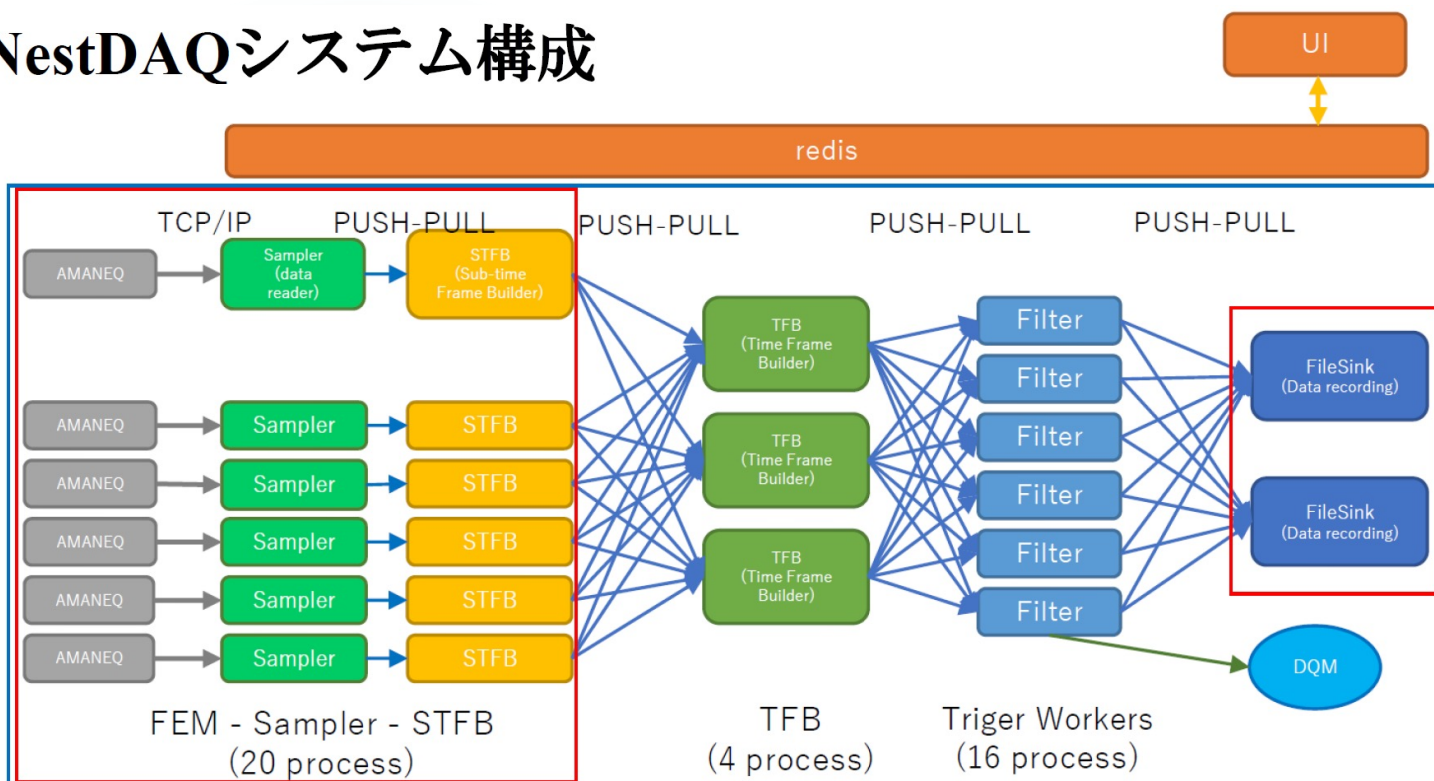 NestDAQシステム構成
UI
redis
TCP/IP
PUSH-PULL
PUSH-PULL
PUSH-PULL
PUSH-PULL
AMANEQ
Sampler
(data
reader)
STFB
(Sub-time
Frame Builder)
AMANEQ
Sampler
STFB
AMANEQ
Sampler
STFB
AMANEQ
Sampler
STFB
AMANEQ
Sampler
STFB
AMANEQ
Sampler
STFB
TFB
(Time Frame
Builder)
TFB
(Time Frame
Builder)
TFB
(Time Frame
Builder)
Filter
Filter
Filter
Filter
Filter
Filter
FileSink
(Data recording)
FileSink
(Data recording)
DQM
FEM - Sampler - STFB
(20 process)
TFB
(4 process)
Triger Workers
(16 process)